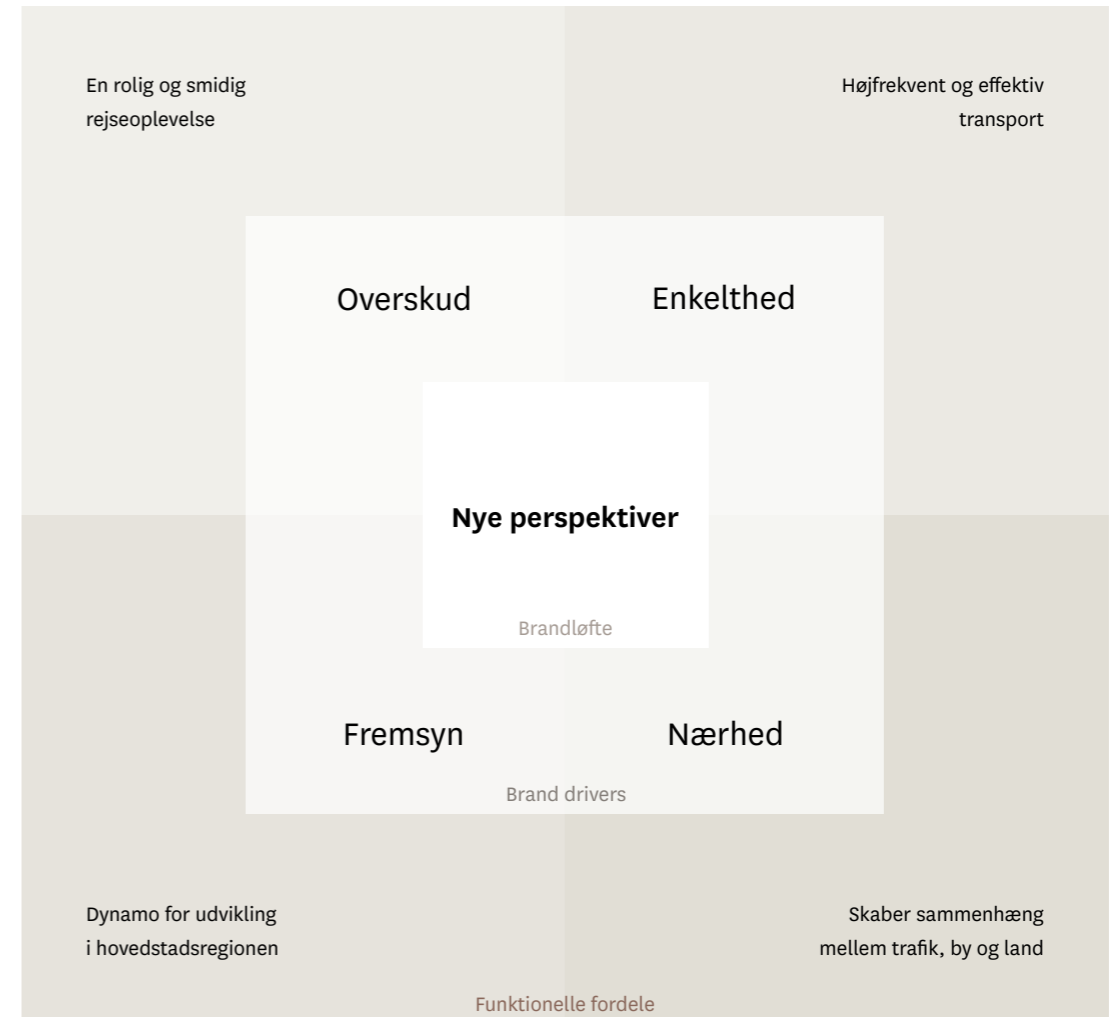 En rolig og smidig
rejseoplevelse
Højfrekvent og effektiv
transport
Overskud
Enkelthed
Nye perspektiver
Brandløfte
Fremsyn
Nærhed
Brand drivers
Dynamo for udvikling
i hovedstadsregionen
Skaber sammenhæng
mellem trafik, by og land
Funktionelle fordele